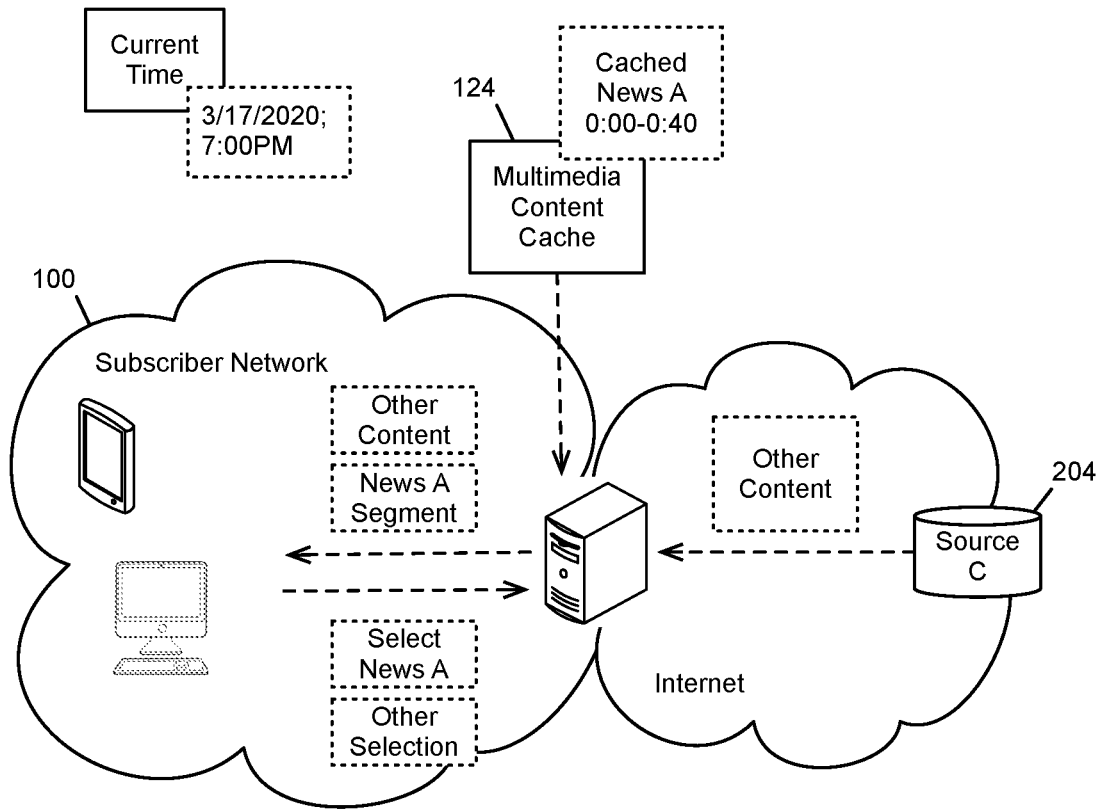 Current
Time
3/17/2020;
7:00PM
Cached
News A
0:00-0:40
124
Multimedia
Content
Cache
100
Subscriber Network
Other
Content
News A
Segment
Other
Content
204
Source
C
Select
News A
Other
Selection
Internet